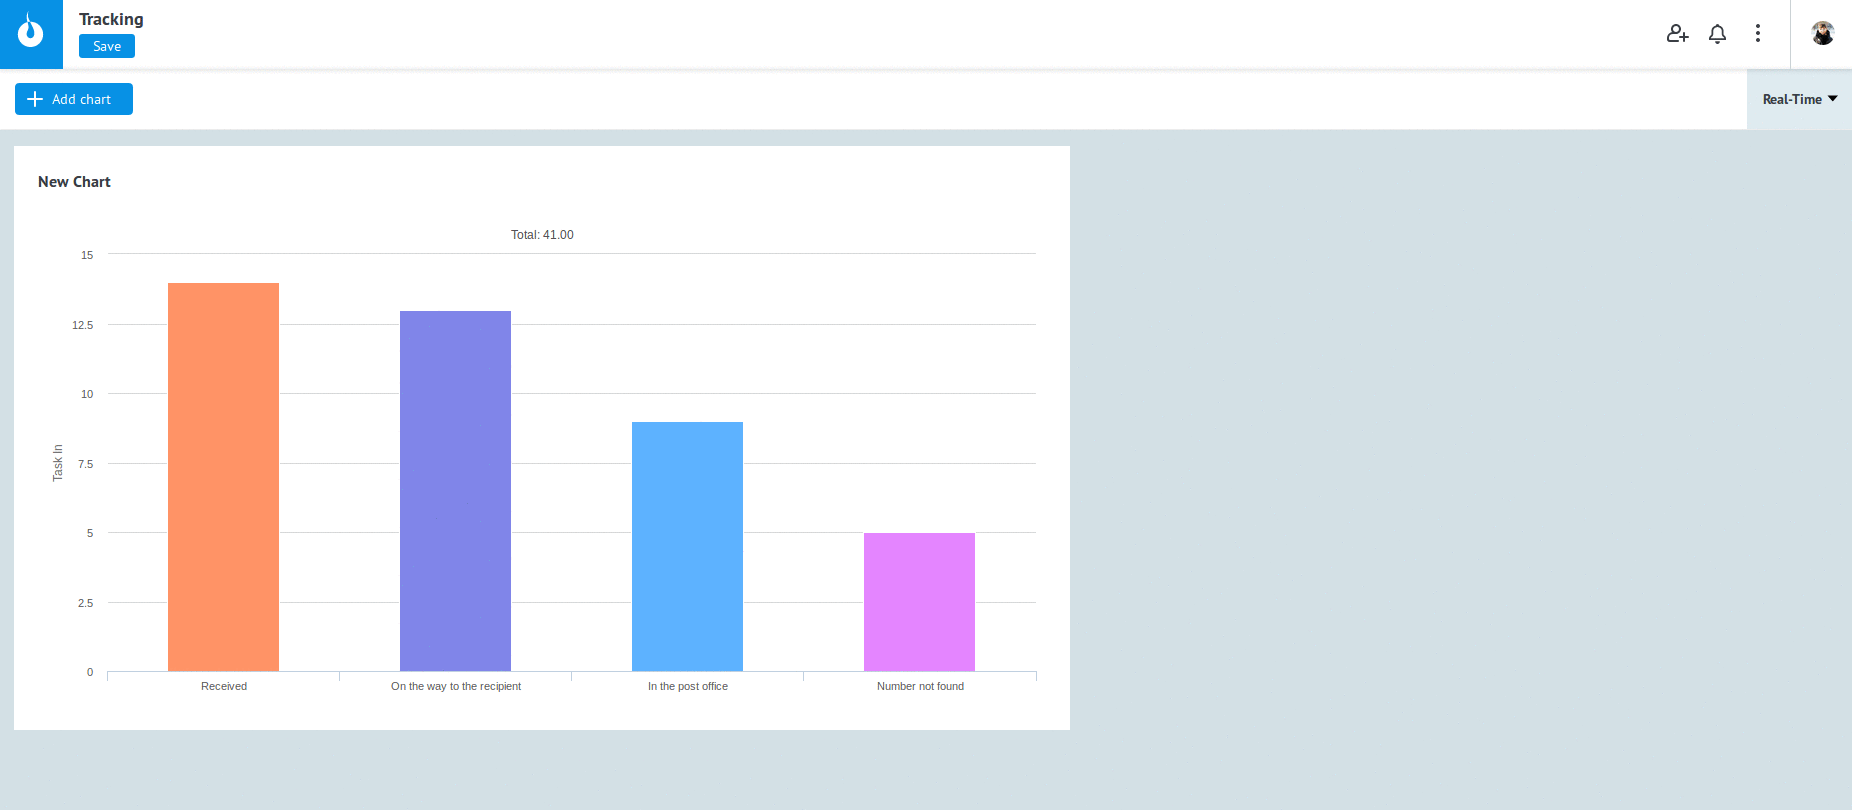 Tracking
Save
Add chart
Real-Time
New Chart
Total: 41.00
15
12.5
10
7.5
5
2.5
0
Task In
Received
On the way to the recipient
In the post office
Number not found